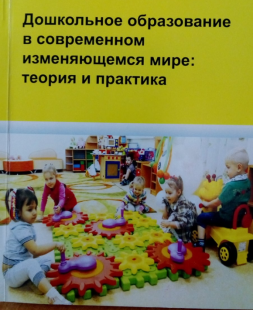 Дошкольное образование
в современном
изменяющемся мире:
теория и практика